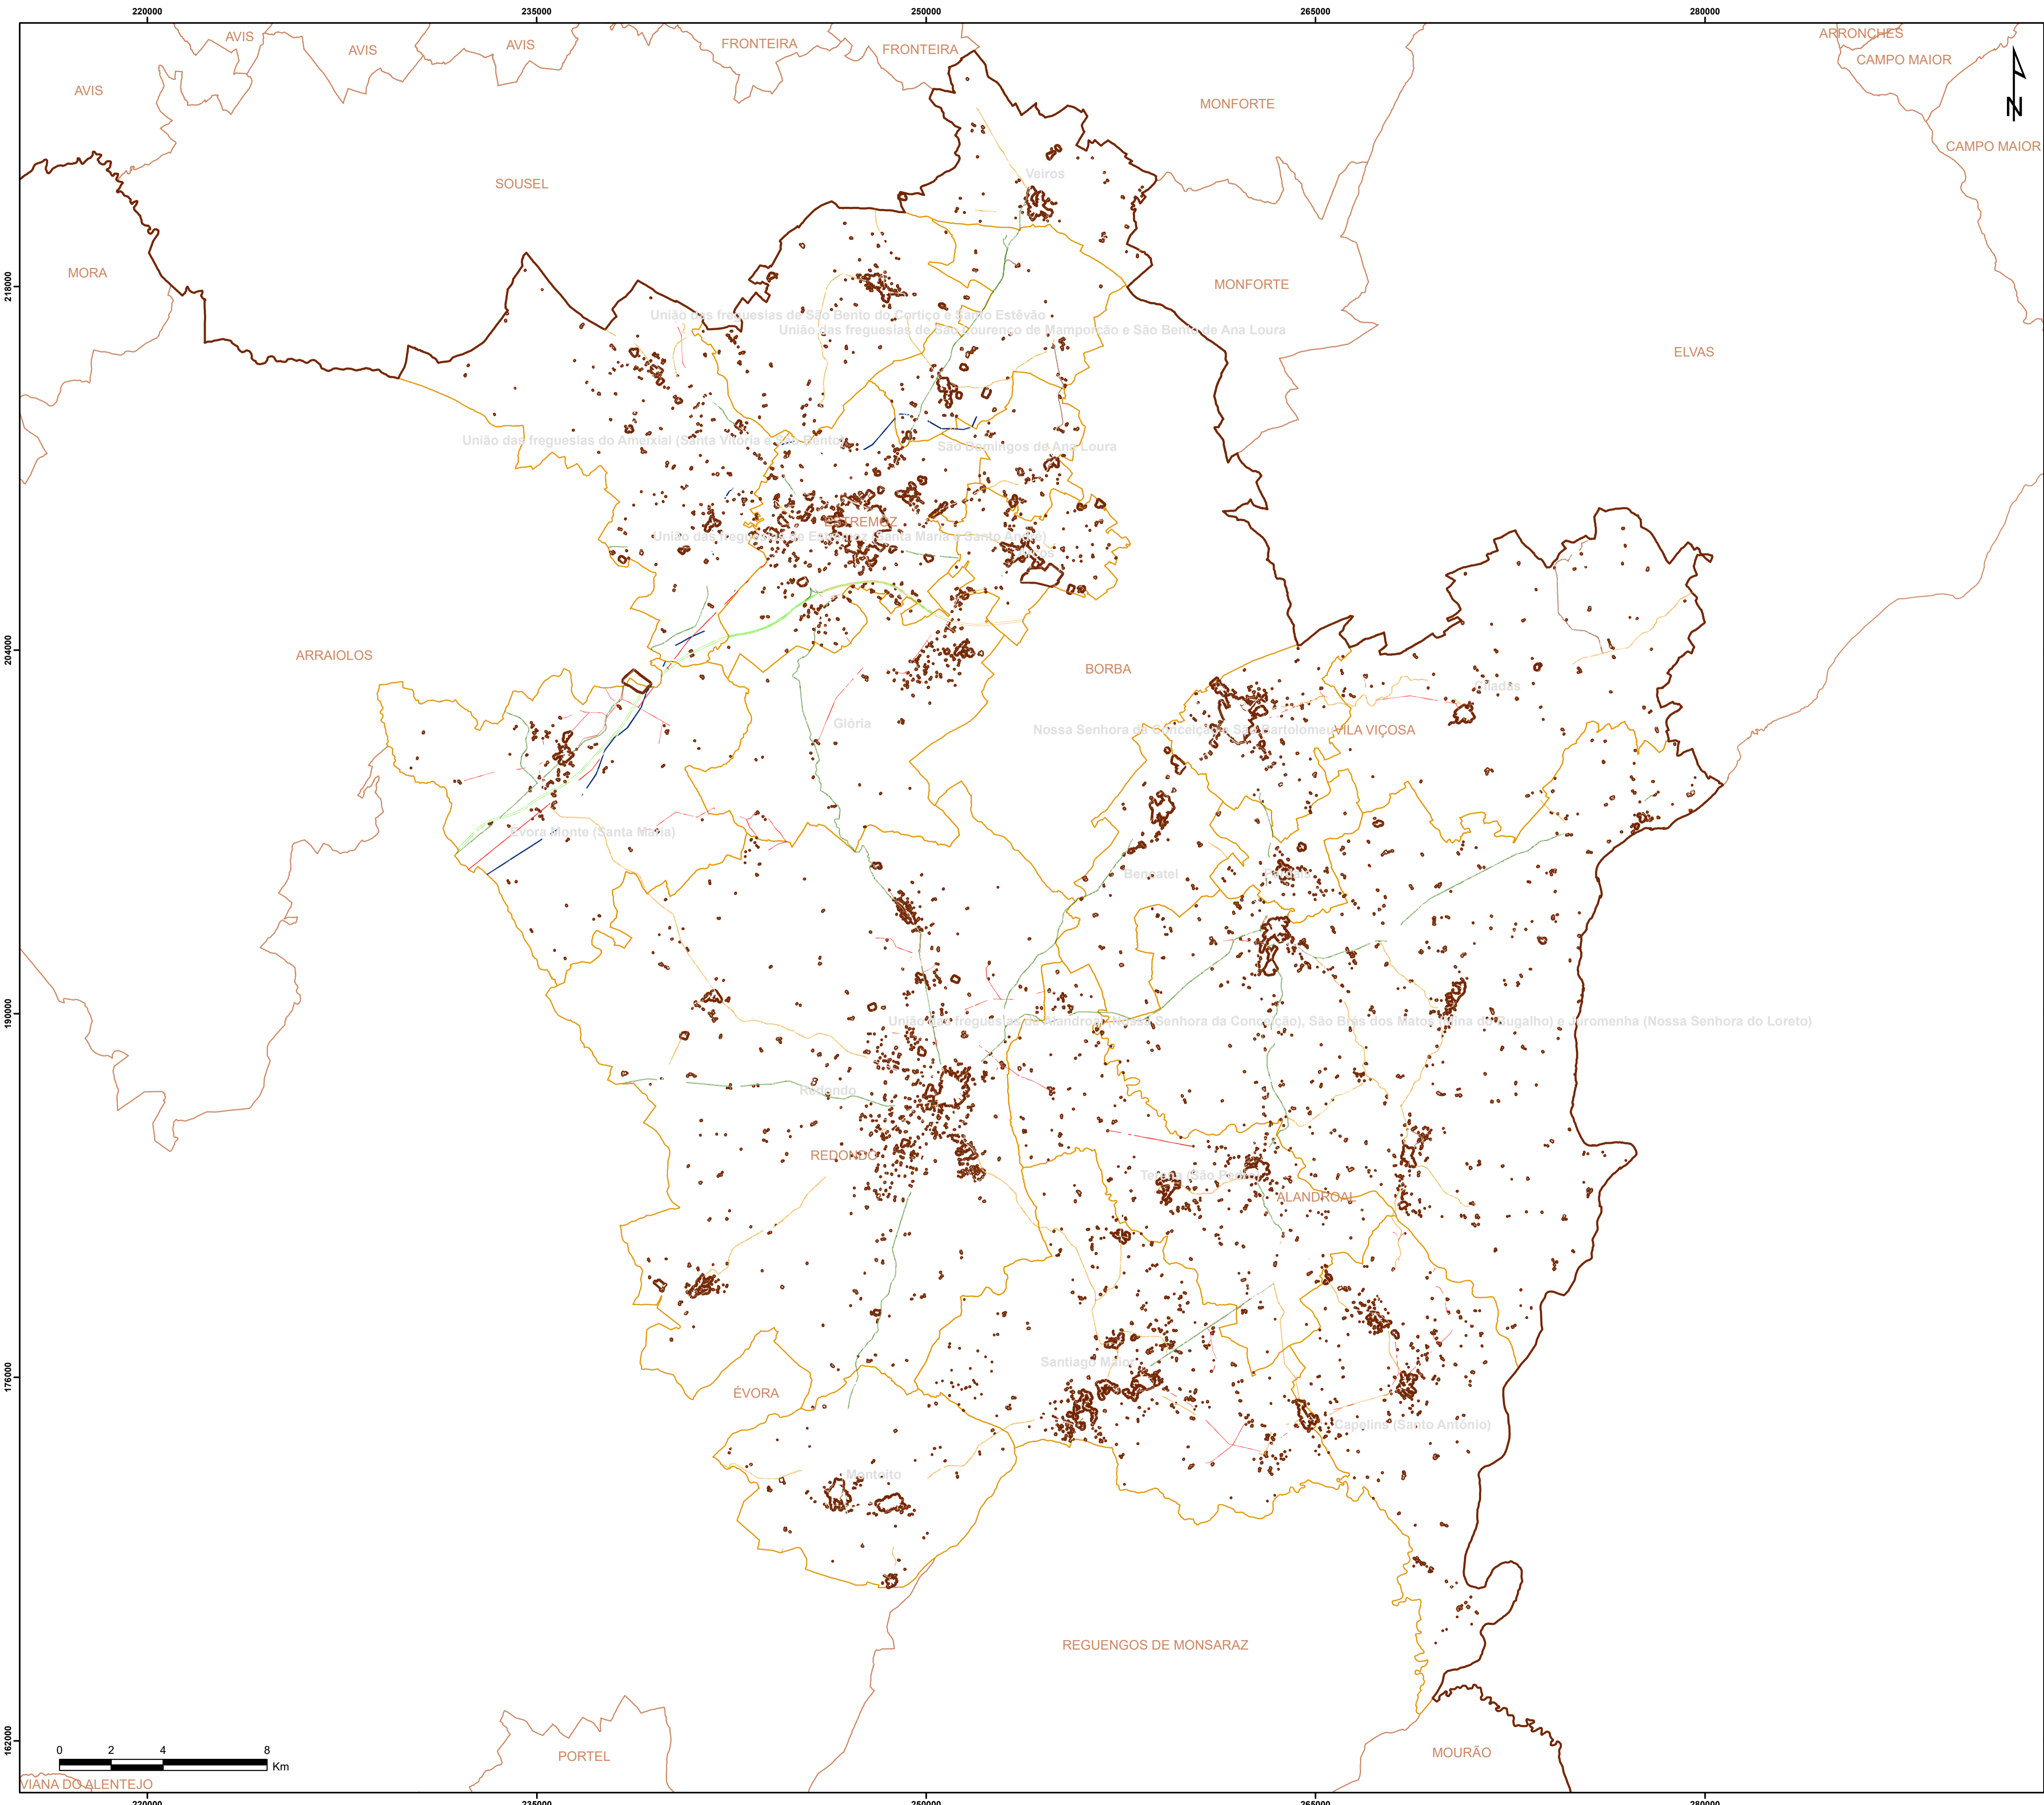 220000
235000
250000
265000
280000
AVIS
AVIS
AVIS
FRONTEIRA
FRONTEIRA
ARRONCHES
CAMPO MAIOR
AVIS
MONFORTE
N
CAMPO MAIOR
Veiros
SOUSEL
MORA
218000
MONFORTE
União das freguesias de São Bento do Cortiço e Santo Estêvão
União das freguesias de São Lourenço de Mamporcão e São Bento de Ana Loura
ELVAS
União das freguesias do Ameixial (Santa Vitória e São Bento)
São Domingos de Ana Loura
ESTREMOZ
União das freguesias de Estremoz (Santa Maria e Santo André)
204000
ARRAIOLOS
BORBA
Ciladas
Glória
Nossa Senhora da Conceição e São Bartolomeu
VILA VIÇOSA
Évora Monte (Santa Maria)
Bencatel
Pardais
190000
União das freguesias de Alandroal (Nossa Senhora da Conceição), São Brás dos Matos (Mina do Bugalho) e Juromenha (Nossa Senhora do Loreto)
Redondo
REDONDO
Terena (São Pedro)
ALANDROAL
Santiago Maior
176000
ÉVORA
Capelins (Santo António)
Montoito
REGUENGOS DE MONSARAZ
162000
0
2
4
8
Km
PORTEL
MOURÃO
VIANA DO ALENTEJO
220000
235000
250000
265000
280000